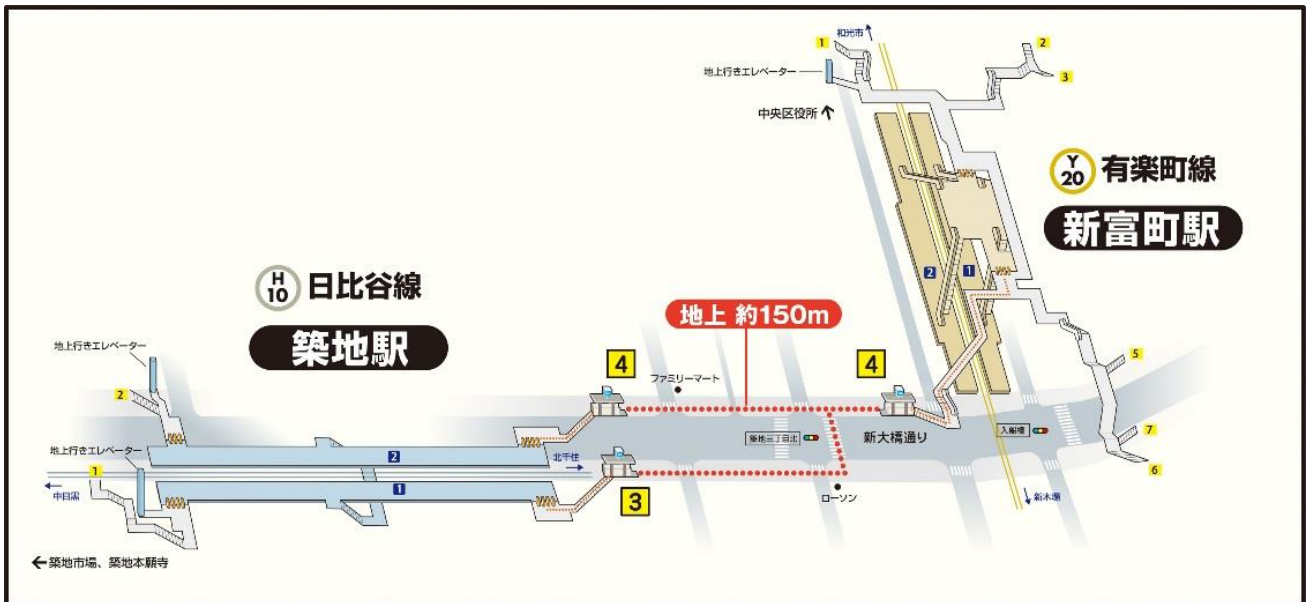 和光市
1
2
3
地上行きエレベーター
中央区役所
Y
20
有楽町線
新富町駅
2
1
H
10
日比谷線
築地駅
地上 約150m
地上行きエレベーター
2
4
ファミリーマート
4
5
築地三丁目北
新大橋通り
入船橋
7
6
地上行きエレベーター
1
2
北千住
中目黒
1
3
ローソン
新木場
築地市場、築地本願寺